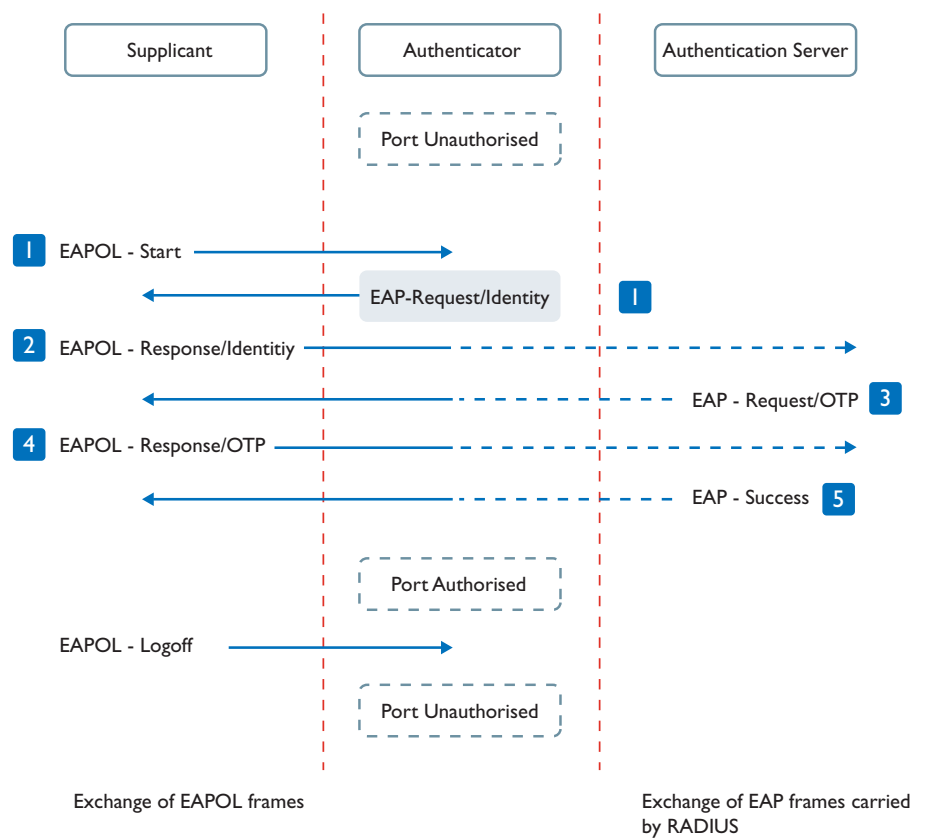 Supplicant
Authenticator
Authentication Server
Port Unauthorised
1 EAPOL - Start
EAP-Request/Identity 1
2 EAPOL - Response/Identitiy
EAP - Request/OTP 3
4 EAPOL - Response/OTP
EAP - Success 5
Port Authorised
EAPOL - Logoff
Port Unauthorised
Exchange of EAPOL frames
Exchange of EAP frames carried
by RADIUS